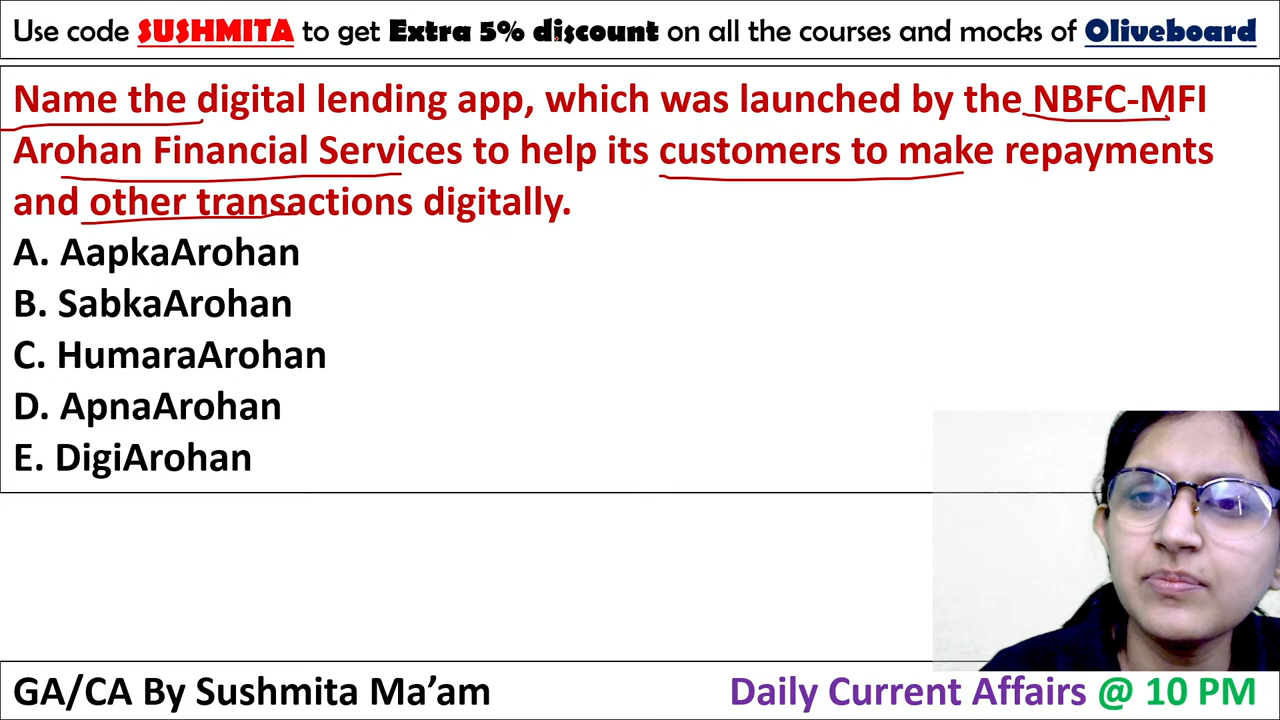 Use code SUSHMITA to get Extra 5% discount on all the courses and mocks of Oliveboard
Name the digital lending app, which was launched by the NBFC-MFI
Arohan Financial Services to help its customers to make repayments
and other transactions digitally.
A. AapkaArohan
B. SabkaArohan
C. HumaraArohan
D. ApnaArohan
E. DigiArohan
GA/CA By Sushmita Ma’am
Daily Current Affairs @ 10 PM